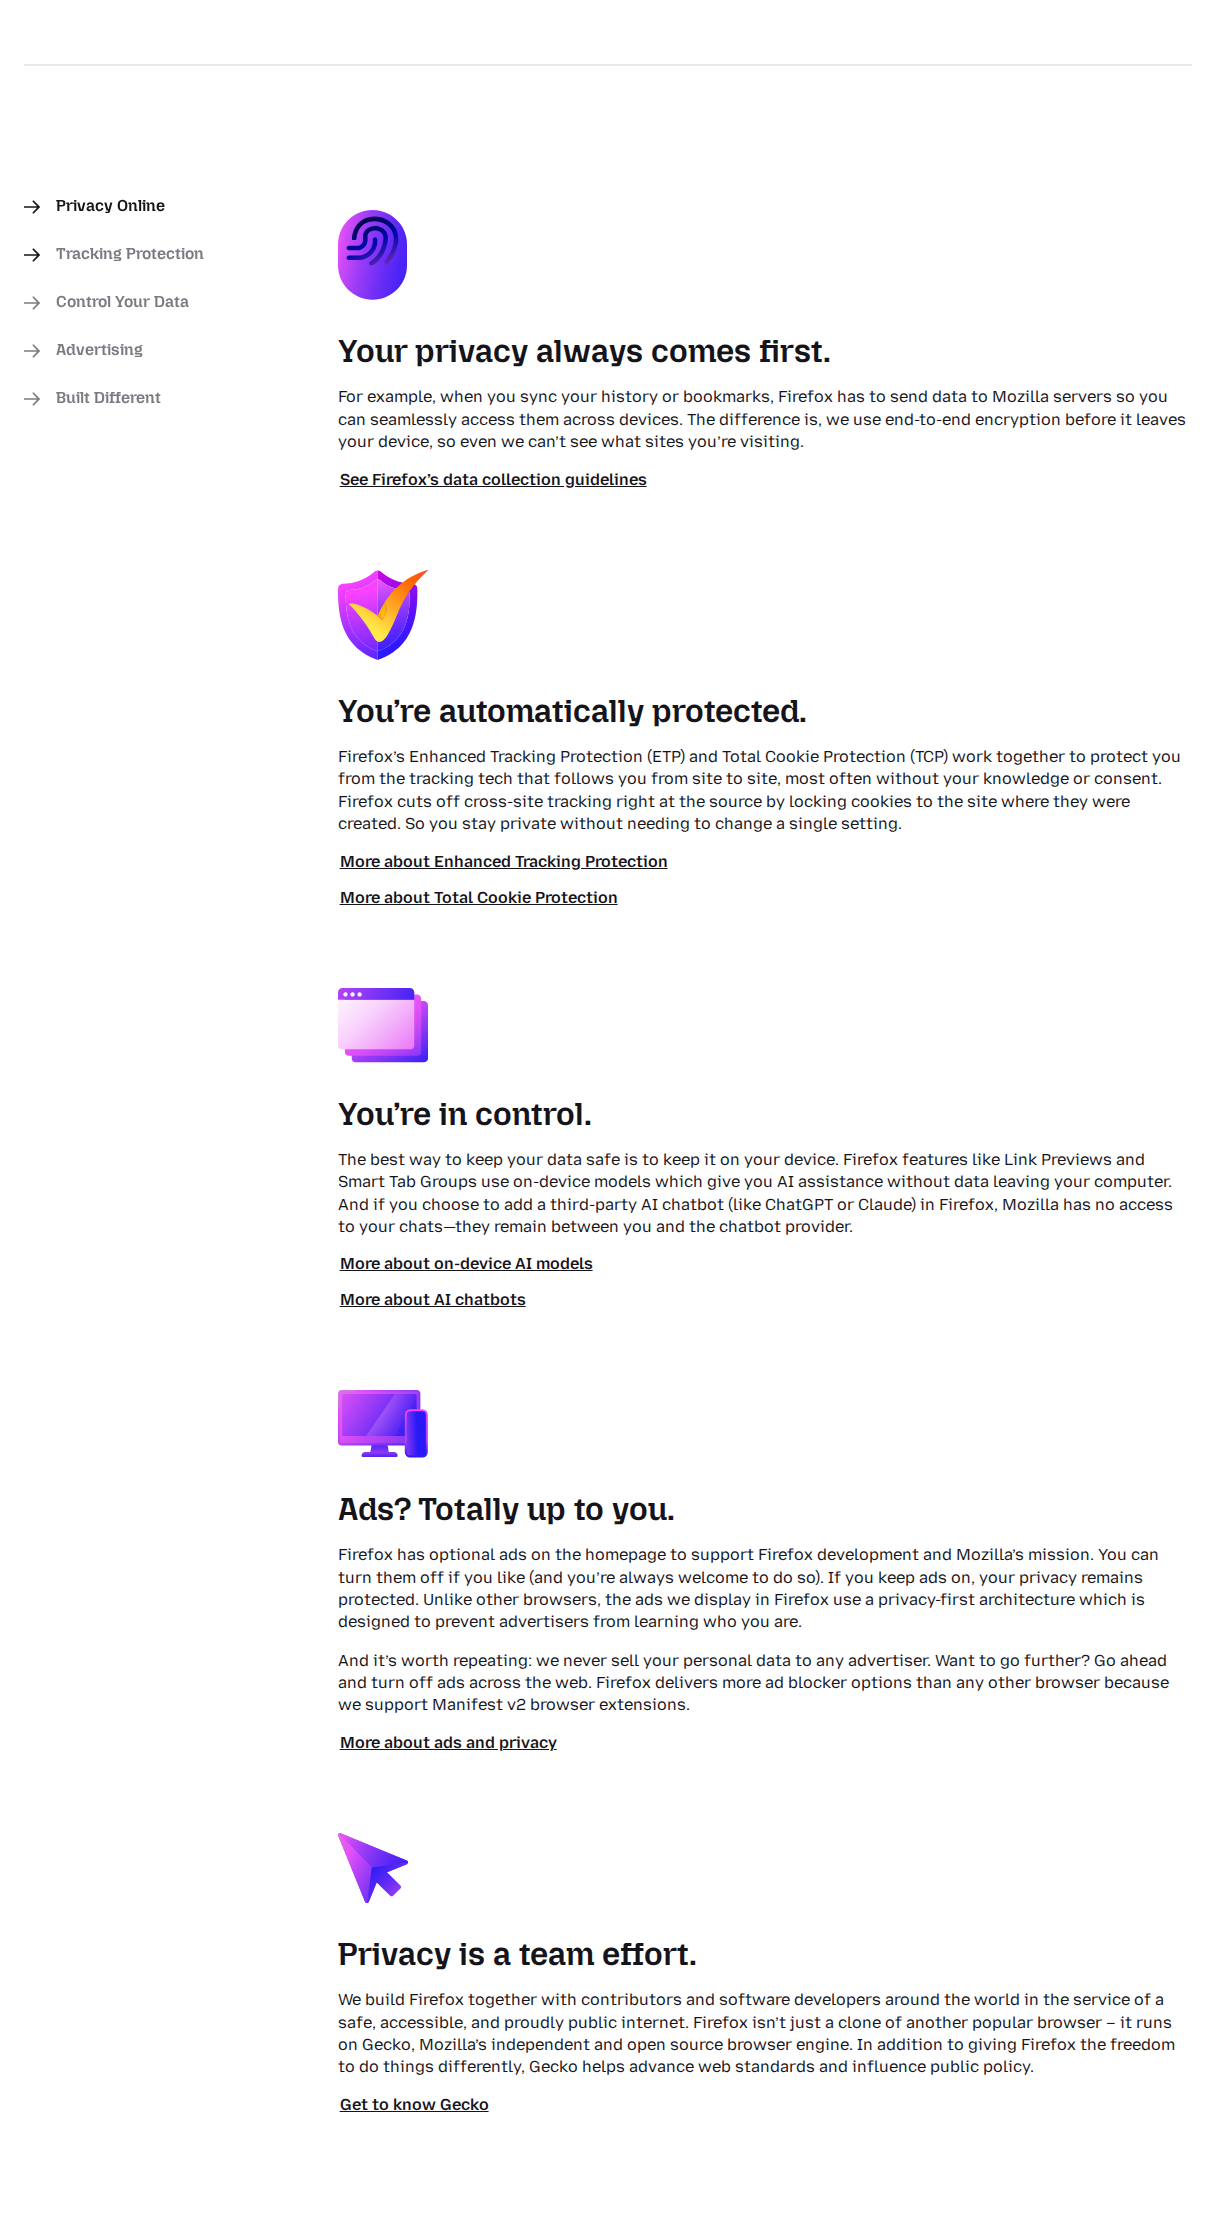 Privacy Online
Tracking Protection
Control Your Data
Advertising
Built Different
Your privacy always comes first.
For example, when you sync your history or bookmarks, Firefox has to send data to Mozilla servers so you
can seamlessly access them across devices. The difference is, we use end-to-end encryption before it leaves
your device, so even we can’t see what sites you’re visiting.
See Firefox’s data collection guidelines
You’re automatically protected.
Firefox’s Enhanced Tracking Protection (ETP) and Total Cookie Protection (TCP) work together to protect you
from the tracking tech that follows you from site to site, most often without your knowledge or consent.
Firefox cuts off cross-site tracking right at the source by locking cookies to the site where they were
created. So you stay private without needing to change a single setting.
More about Enhanced Tracking Protection
More about Total Cookie Protection
You’re in control.
The best way to keep your data safe is to keep it on your device. Firefox features like Link Previews and
Smart Tab Groups use on-device models which give you AI assistance without data leaving your computer.
And if you choose to add a third-party AI chatbot (like ChatGPT or Claude) in Firefox, Mozilla has no access
to your chats—they remain between you and the chatbot provider.
More about on-device AI models
More about AI chatbots
Ads? Totally up to you.
Firefox has optional ads on the homepage to support Firefox development and Mozilla’s mission. You can
turn them off if you like (and you’re always welcome to do so). If you keep ads on, your privacy remains
protected. Unlike other browsers, the ads we display in Firefox use a privacy-first architecture which is
designed to prevent advertisers from learning who you are.
And it’s worth repeating: we never sell your personal data to any advertiser. Want to go further? Go ahead
and turn off ads across the web. Firefox delivers more ad blocker options than any other browser because
we support Manifest v2 browser extensions.
More about ads and privacy
Privacy is a team effort.
We build Firefox together with contributors and software developers around the world in the service of a
safe, accessible, and proudly public internet. Firefox isn’t just a clone of another popular browser – it runs
on Gecko, Mozilla’s independent and open source browser engine. In addition to giving Firefox the freedom
to do things differently, Gecko helps advance web standards and influence public policy.
Get to know Gecko